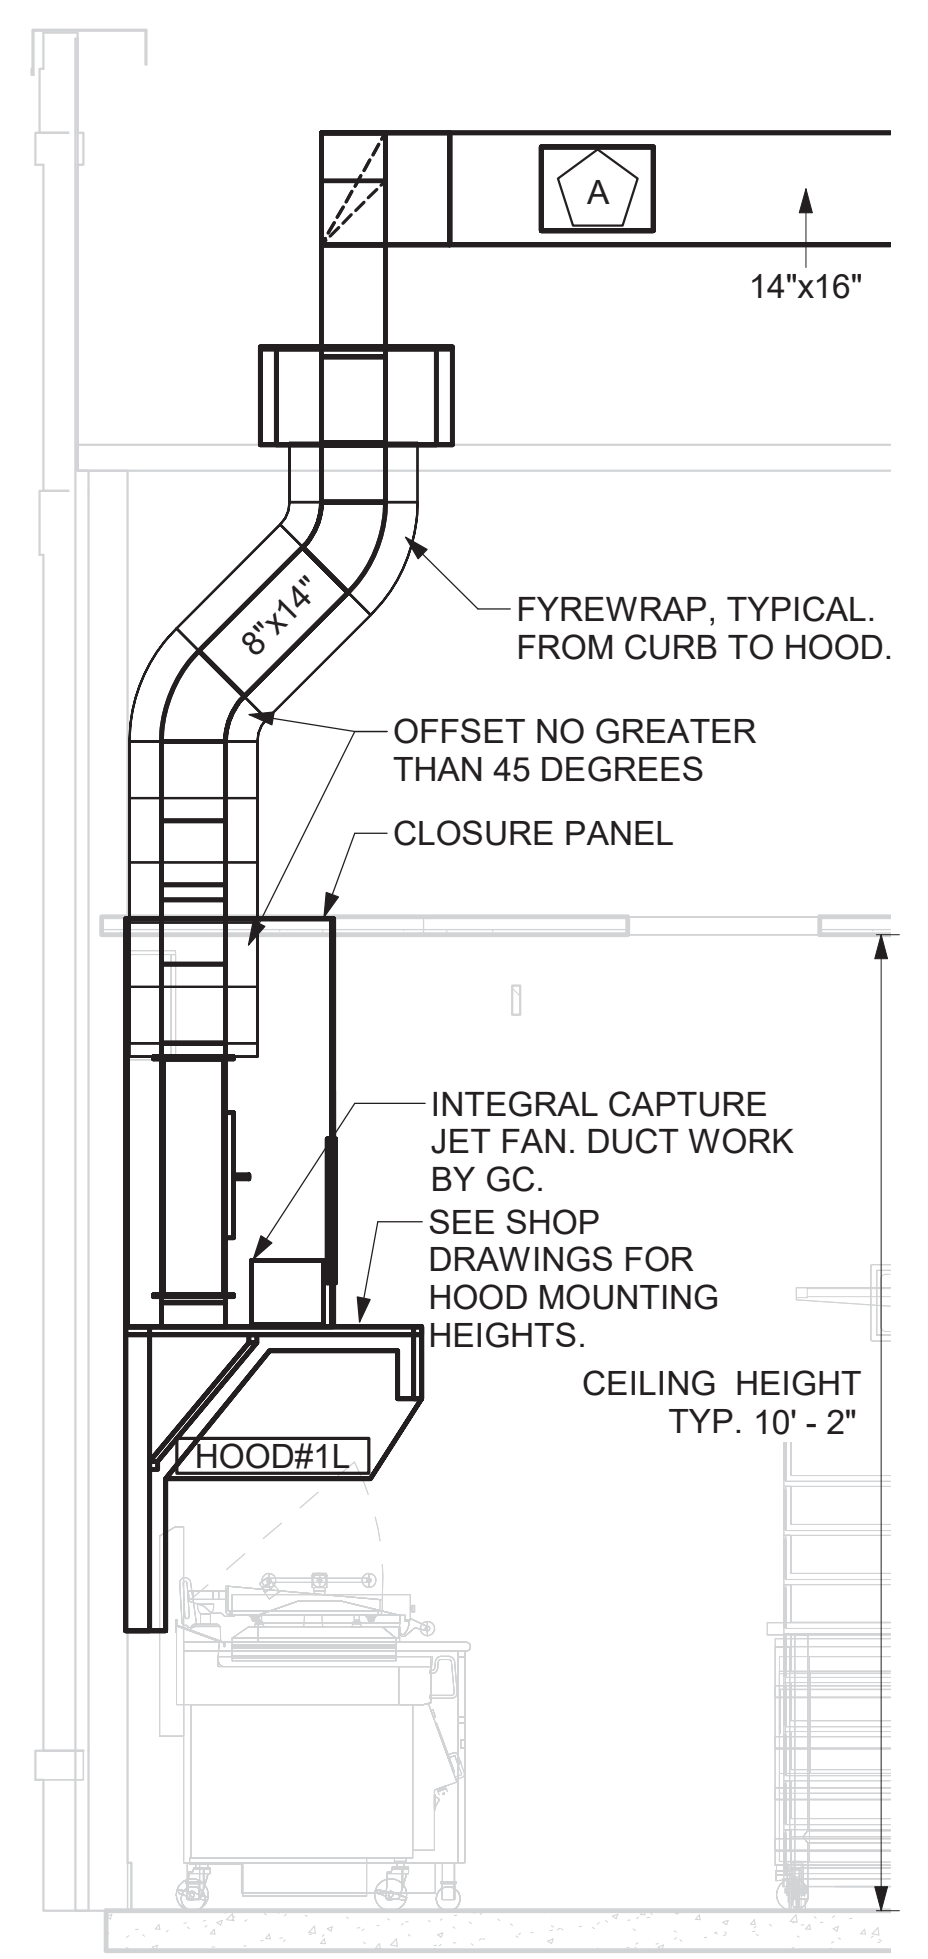 A
14"x16"
8"x14"
FYREWRAP, TYPICAL.
FROM CURB TO HOOD.
OFFSET NO GREATER
THAN 45 DEGREES
CLOSURE PANEL
INTEGRAL CAPTURE
JET FAN. DUCT WORK
BY GC.
SEE SHOP
DRAWINGS FOR
HOOD MOUNTING
HEIGHTS.
CEILING HEIGHT
TYP. 10' - 2"
HOOD#1L